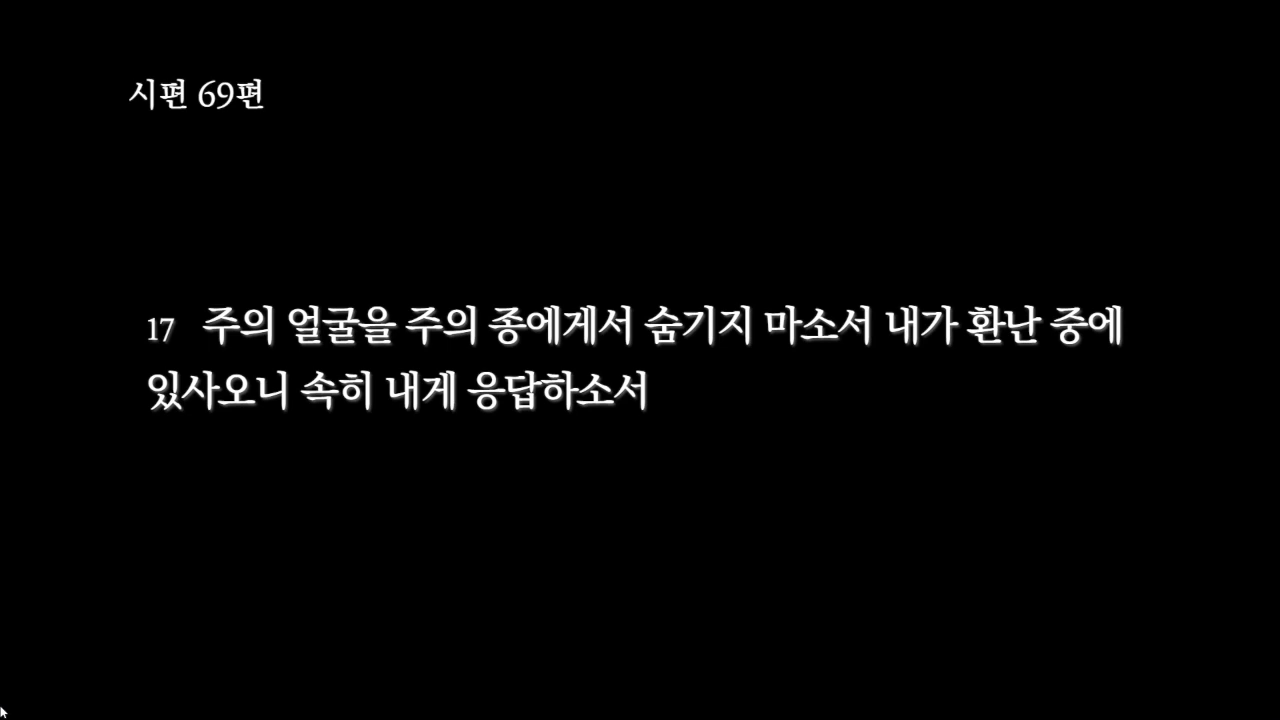 시편 69편
17 주의 얼굴을 주의 종에게서 숨기지 마소서 내가 환난 중에
있사오니 속히 내게 응답하소서